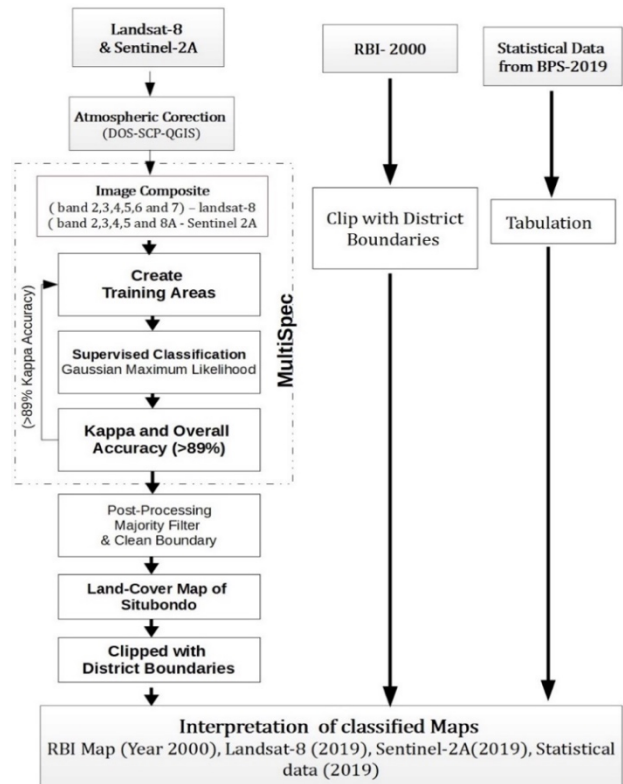 Landsat-8
& Sentinel-2A
Atmospheric Corection
(DOS-SCP-QGIS)
Image Composite
( band 2,3,4,5,6 and 7) – landsat-8
( band 2,3,4,5 and 8A - Sentinel 2A
Create
Training Areas
Supervised Classification
Gaussian Maximum Likelihood
Kappa and Overall
Accuracy (>89%)
(>89% Kappa Accuracy)
MultiSpec
Post-Processing
Majority Filter
& Clean Boundary
Land-Cover Map of
Situbondo
Clipped with
District Boundaries
RBI- 2000
Clip with District
Boundaries
Statistical Data
from BPS-2019
Tabulation
Interpretation of classified Maps
RBI Map (Year 2000), Landsat-8 (2019), Sentinel-2A(2019), Statistical
data (2019)